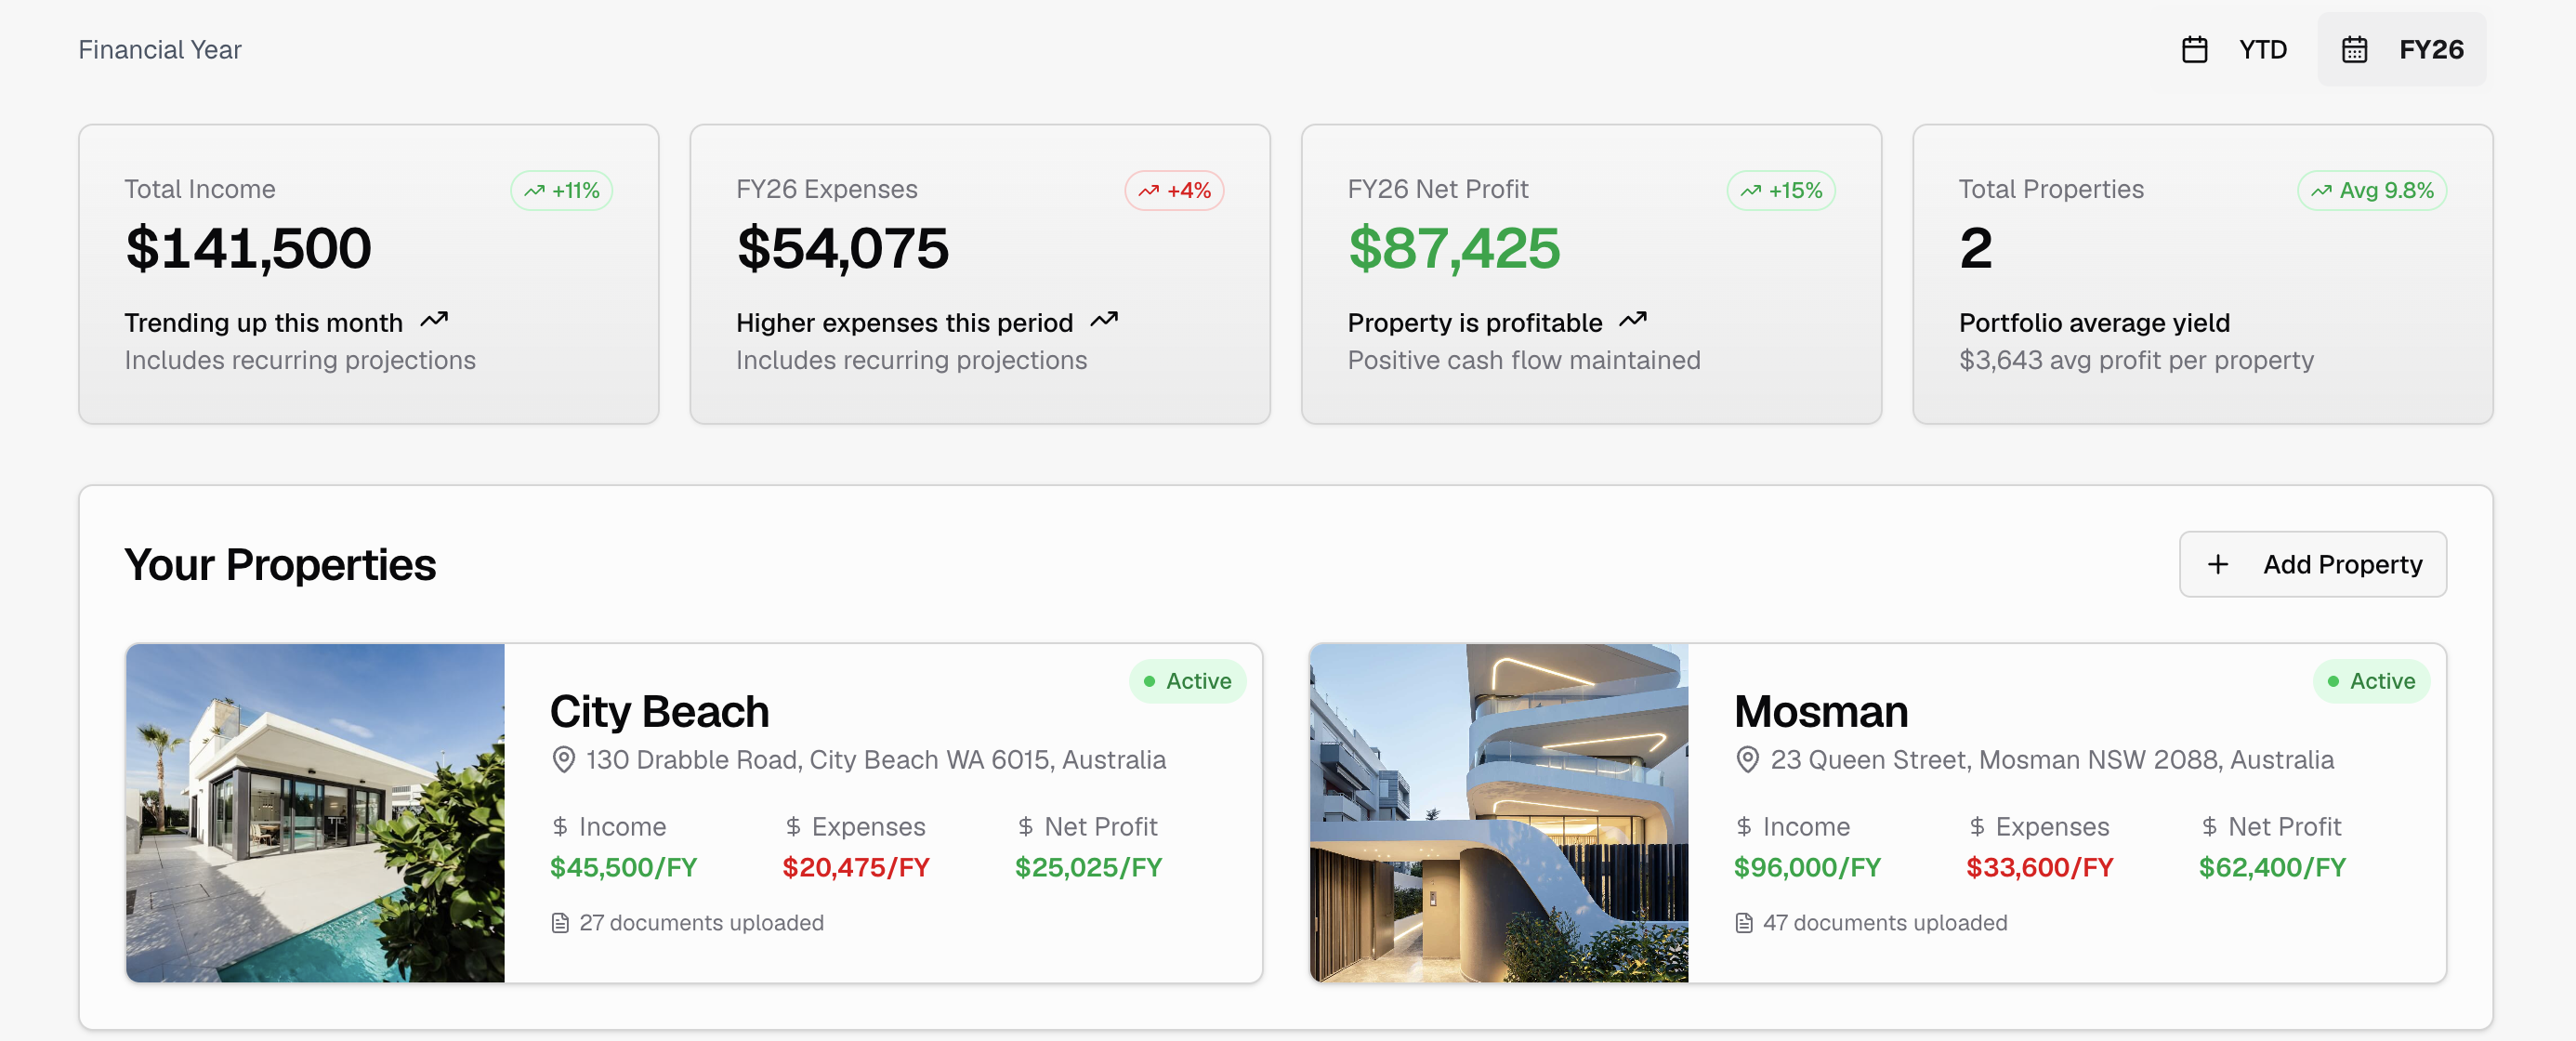 Financial Year
YTD
FY26
Total Income
+11%
$141,500
Trending up this month
Includes recurring projections
FY26 Expenses
+4%
$54,075
Higher expenses this period
Includes recurring projections
FY26 Net Profit
+15%
$87,425
Property is profitable
Positive cash flow maintained
Total Properties
Avg 9.8%
2
Portfolio average yield
$3,643 avg profit per property
Your Properties
+ Add Property
Active
City Beach
130 Drabble Road, City Beach WA 6015, Australia
$ Income
$ Expenses
$ Net Profit
$45,500/FY
$20,475/FY
$25,025/FY
27 documents uploaded
Active
Mosman
23 Queen Street, Mosman NSW 2088, Australia
$ Income
$ Expenses
$ Net Profit
$96,000/FY
$33,600/FY
$62,400/FY
47 documents uploaded